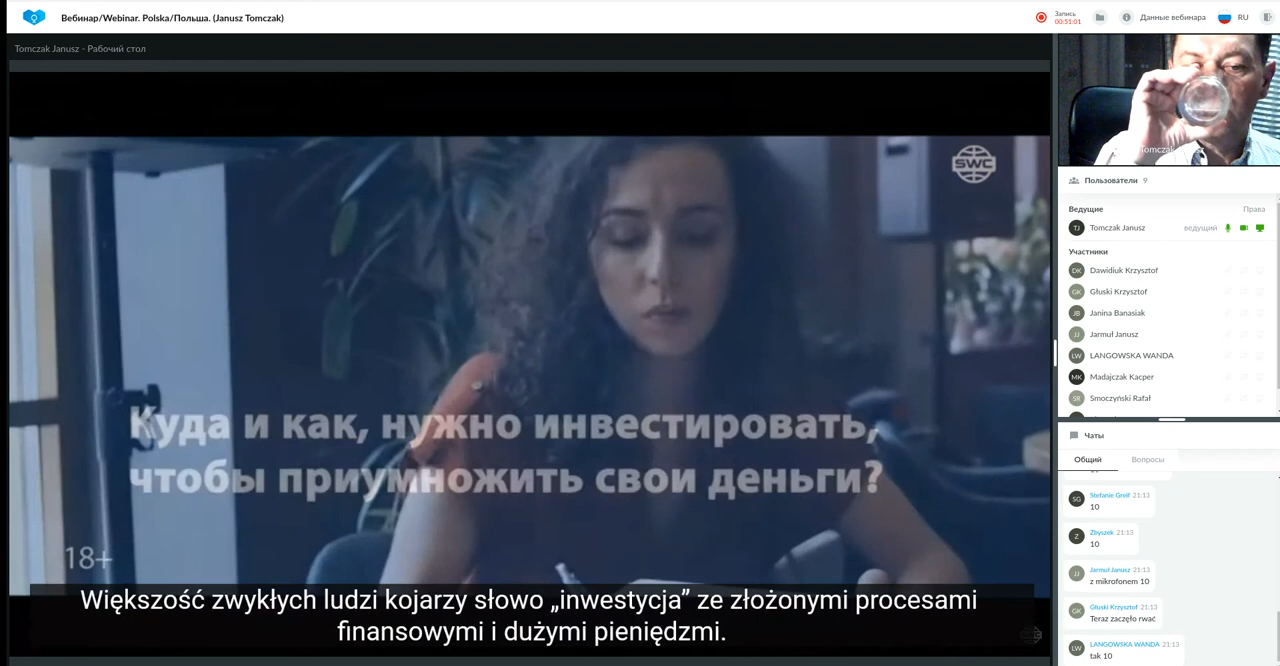 Вебинар/Webinar. Polska/Польша. (Janusz Tomczak)
Запись
00:51:01
Данные вебинара
RU
Tomczak Janusz - Рабочий стол
SWC
Куда и как, нужно инвестировать,
чтобы приумножить свои деньги?
18+
Większość zwykłych ludzi kojarzy słowo „inwestycja” ze złożonymi procesami
finansowymi i dużymi pieniędzmi.
Tomczak
Пользователи 9
Ведущие Права
TJ Tomczak Janusz ведущий
Участники
DK Dawidiuk Krzysztof
GK Głuski Krzysztof
JB Janina Banasiak
JJ Jarmuł Janusz
LW LANGOWSKA WANDA
MK Madajczak Kacper
SR Smoczyński Rafał
Чаты
Общий Вопросы
SG Stefanie Greif 21:13
10
Z Zbyszek 21:13
10
JJ Jarmuł Janusz 21:13
z mikrofonem 10
GK Głuski Krzysztof 21:13
Teraz zaczęło rwać
LW LANGOWSKA WANDA 21:13
tak 10